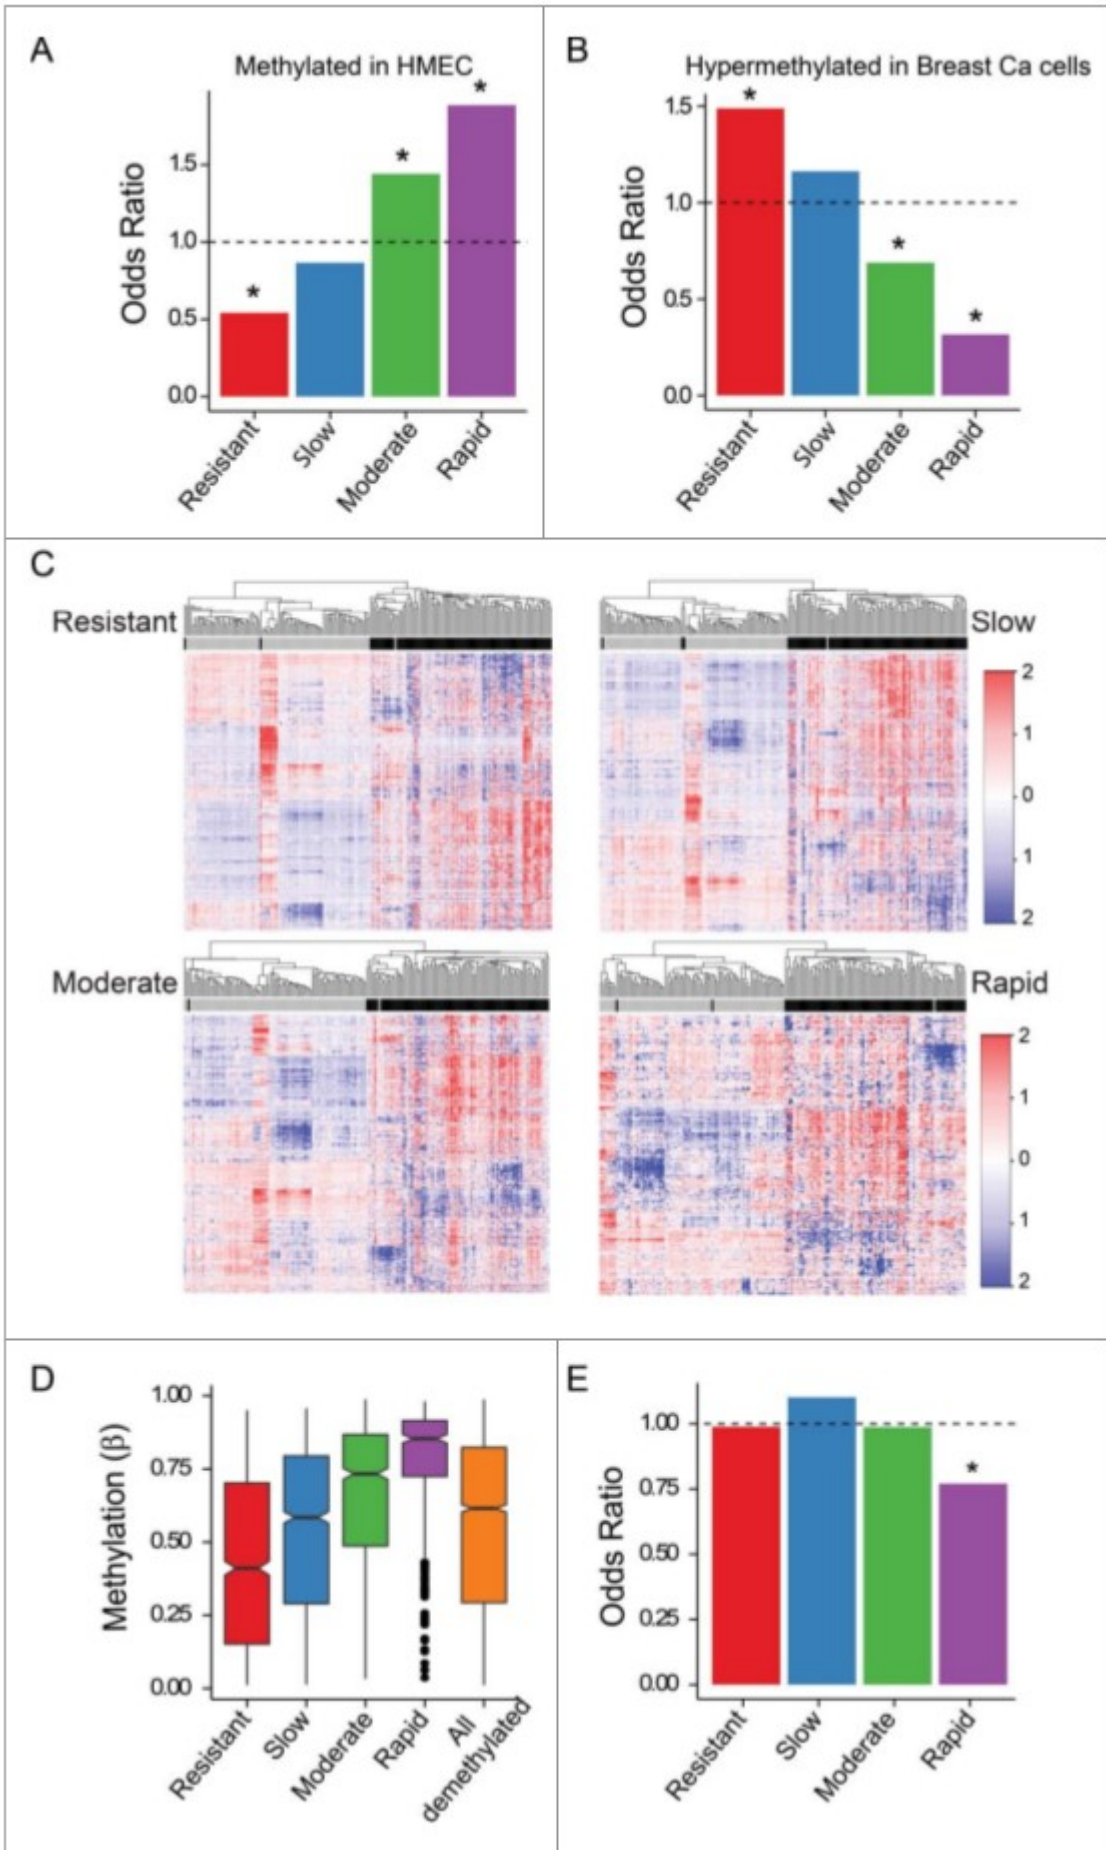 A
Methylated in HMEC
Odds Ratio
1.5
1.0
0.5
0.0
*
*
*
Resistant
Slow
Moderate
Rapid
B
Hypermethylated in Breast Ca cells
Odds Ratio
1.5
1.0
0.5
0.0
*
*
*
Resistant
Slow
Moderate
Rapid
C
Resistant
Slow
2
1
0
1
2
Moderate
Rapid
2
1
0
1
2
D
Methylation (β)
1.00
0.75
0.50
0.25
0.00
Resistant
Slow
Moderate
Rapid
All
demethylated
E
Odds Ratio
1.00
0.75
0.50
0.25
0.00
*
Resistant
Slow
Moderate
Rapid